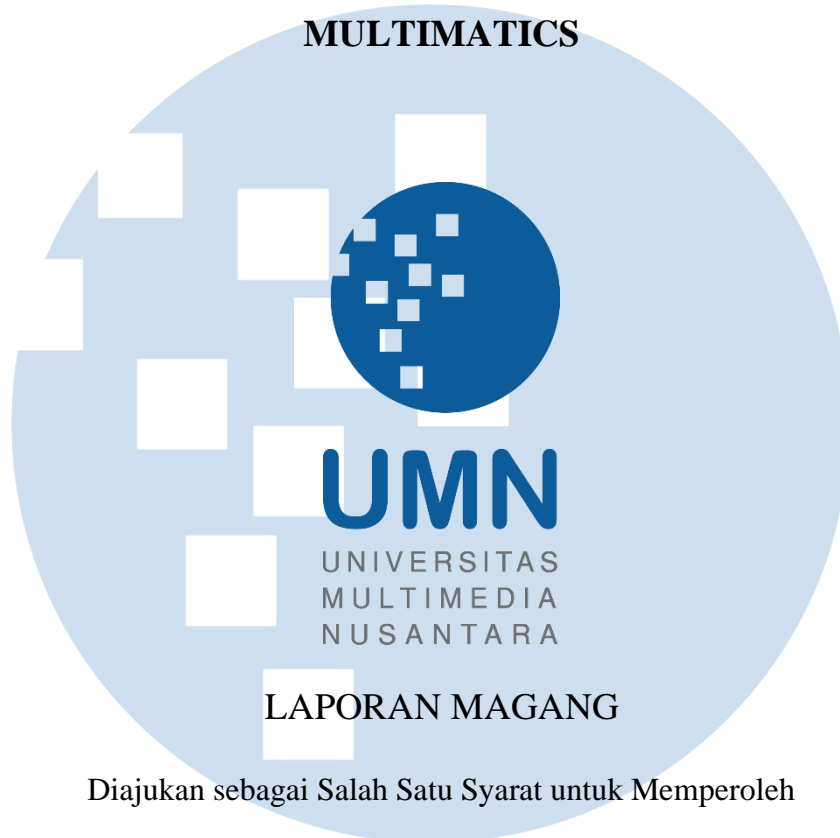 MULTIMATICS
UMN
UNIVERSITAS
MULTIMEDIA
NUSANTARA
LAPORAN MAGANG
Diajukan sebagai Salah Satu Syarat untuk Memperoleh